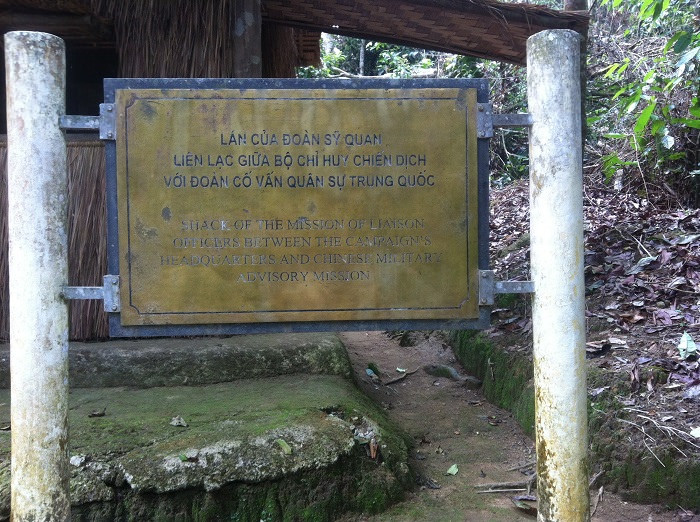 LÁN CỦA ĐOÀN SỸ QUAN
LIÊN LẠC GIỮA BỘ CHỈ HUY CHIẾN DỊCH
VỚI ĐOÀN CỐ VẤN QUÂN SỰ TRUNG QUỐC
SHACK OF THE MISSION OF LIAISON
OFFICERS BETWEEN THE CAMPAIGN'S
HEADQUARTERS AND CHINESE MILITARY
ADVISORY MISSION